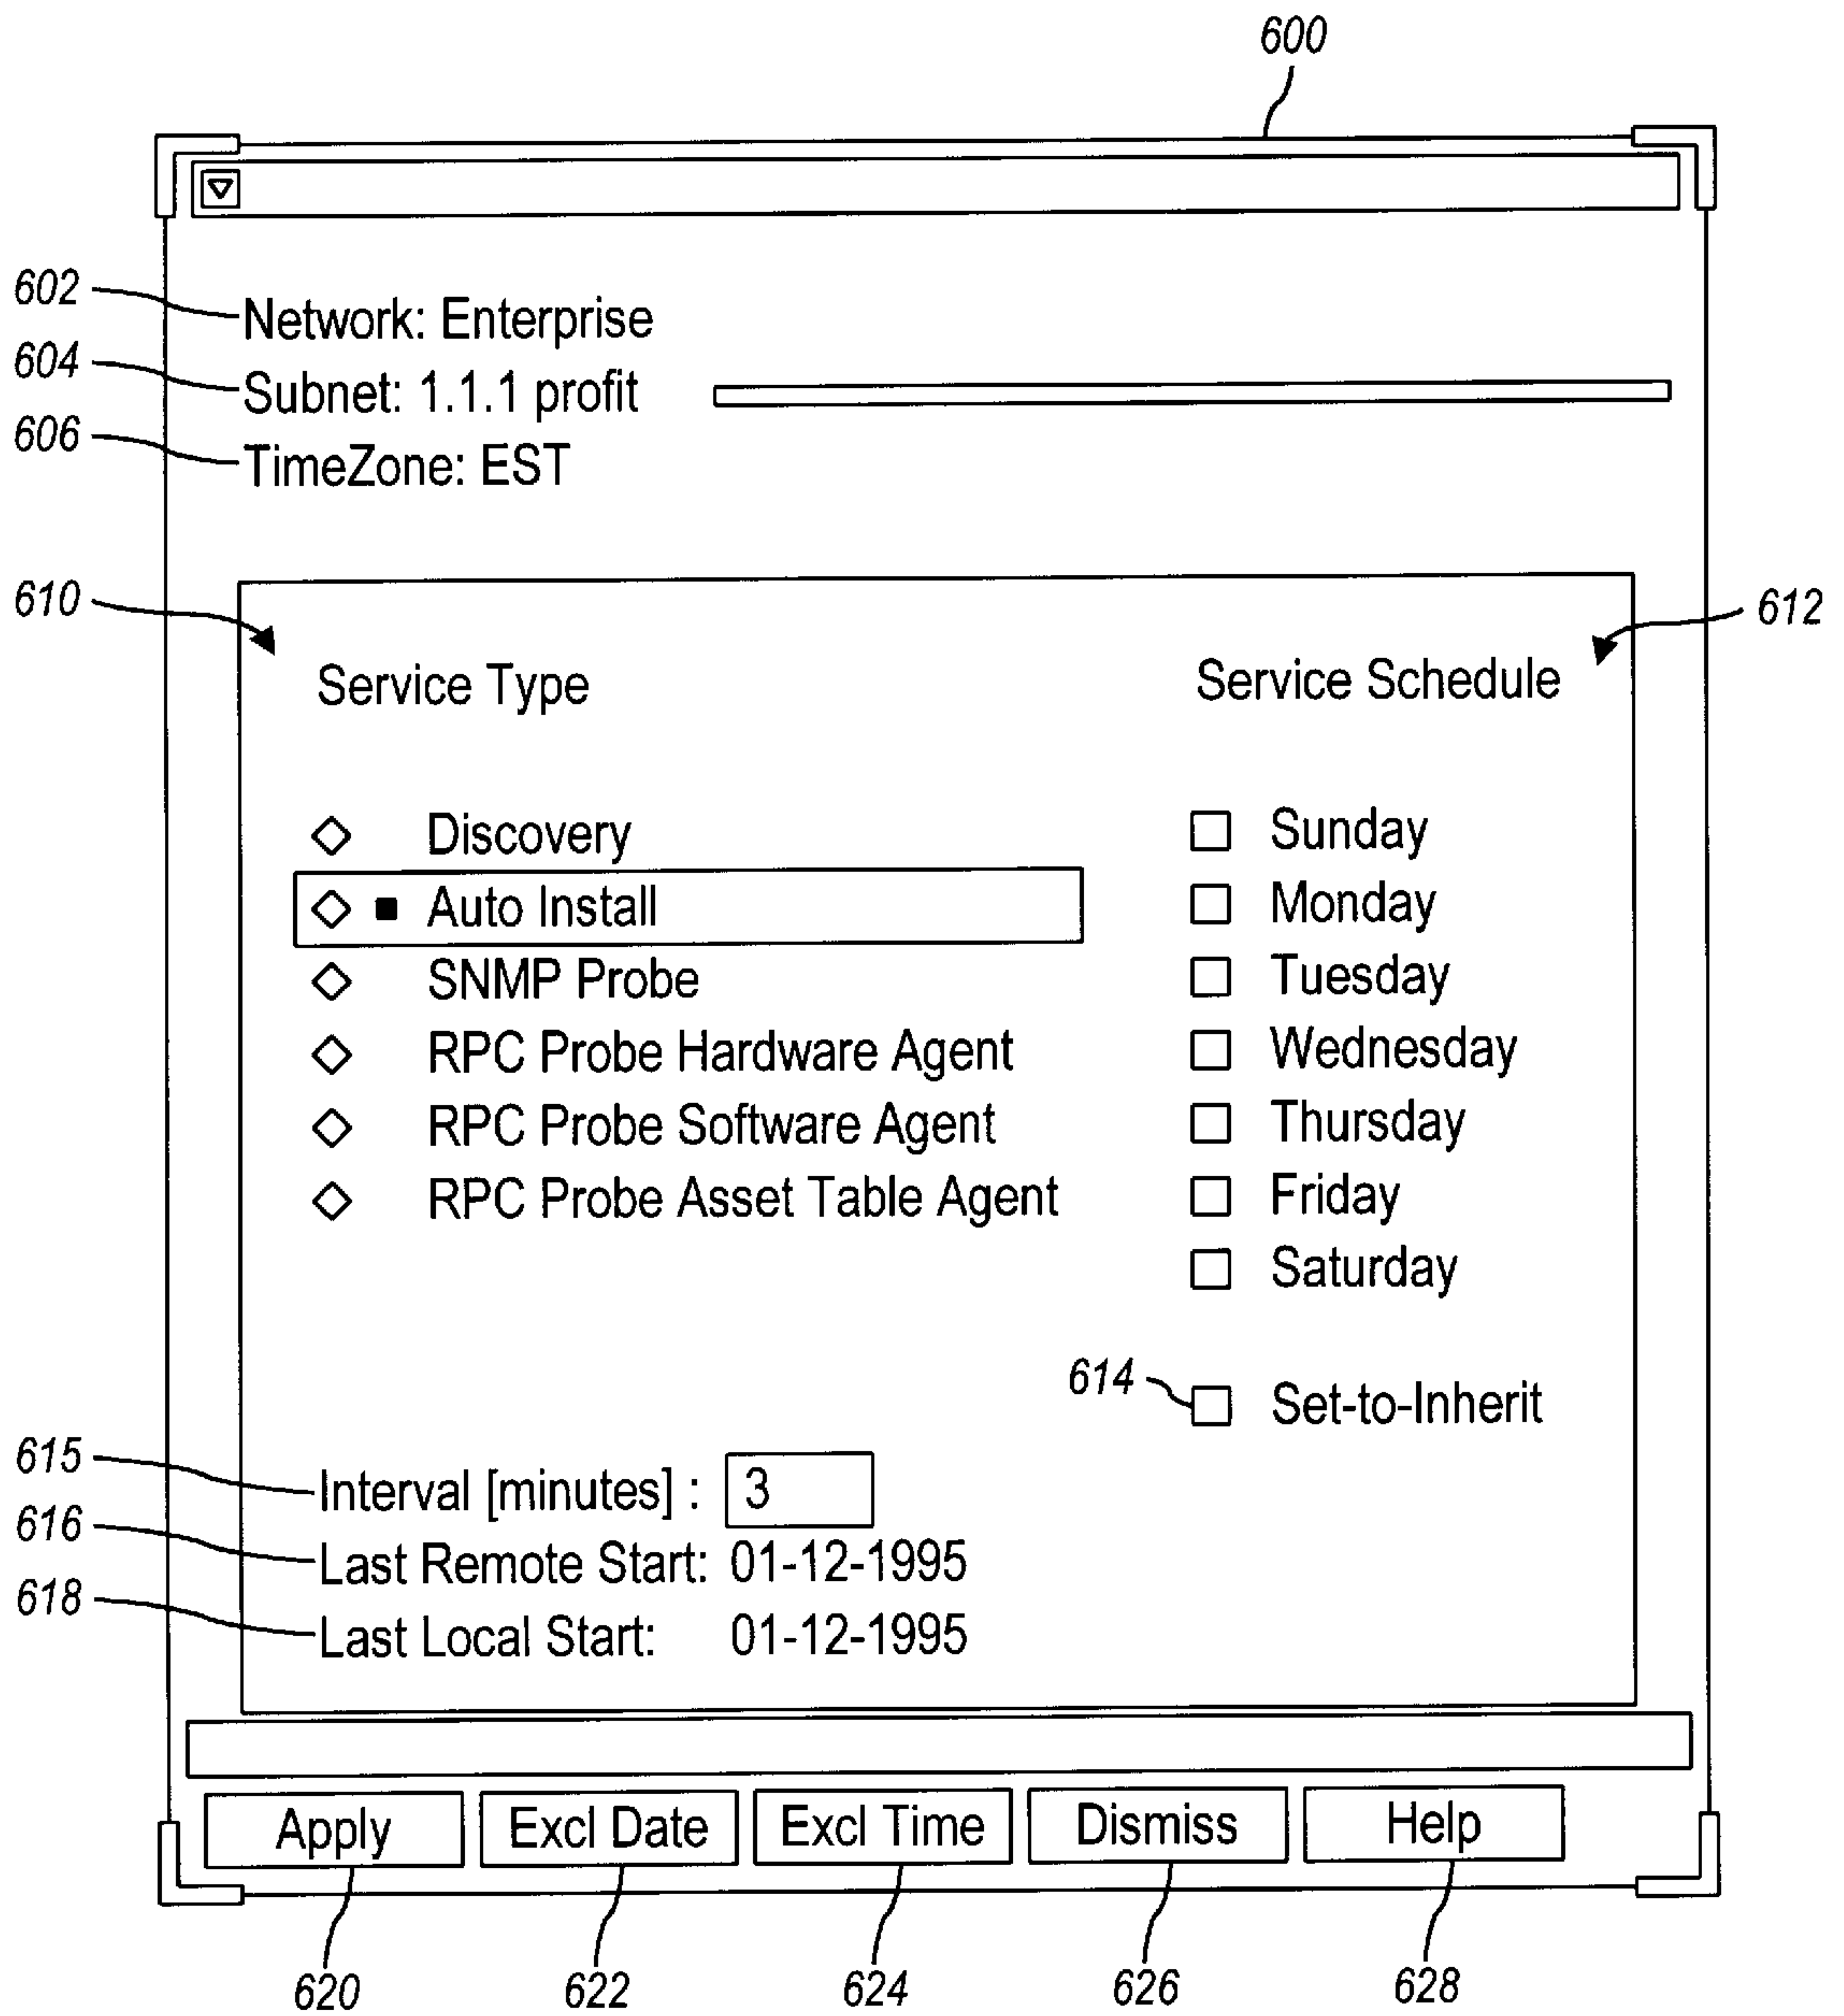 600
602
Network: Enterprise
604
Subnet: 1.1.1 profit
606
TimeZone: EST
610
612
Service Type
Service Schedule
Discovery
Sunday
Auto Install
Monday
SNMP Probe
Tuesday
RPC Probe Hardware Agent
Wednesday
RPC Probe Software Agent
Thursday
RPC Probe Asset Table Agent
Friday
Saturday
614
Set-to-Inherit
615
Interval [minutes] : 3
616
Last Remote Start: 01-12-1995
618
Last Local Start: 01-12-1995
Apply
Excl Date
Excl Time
Dismiss
Help
620
622
624
626
628